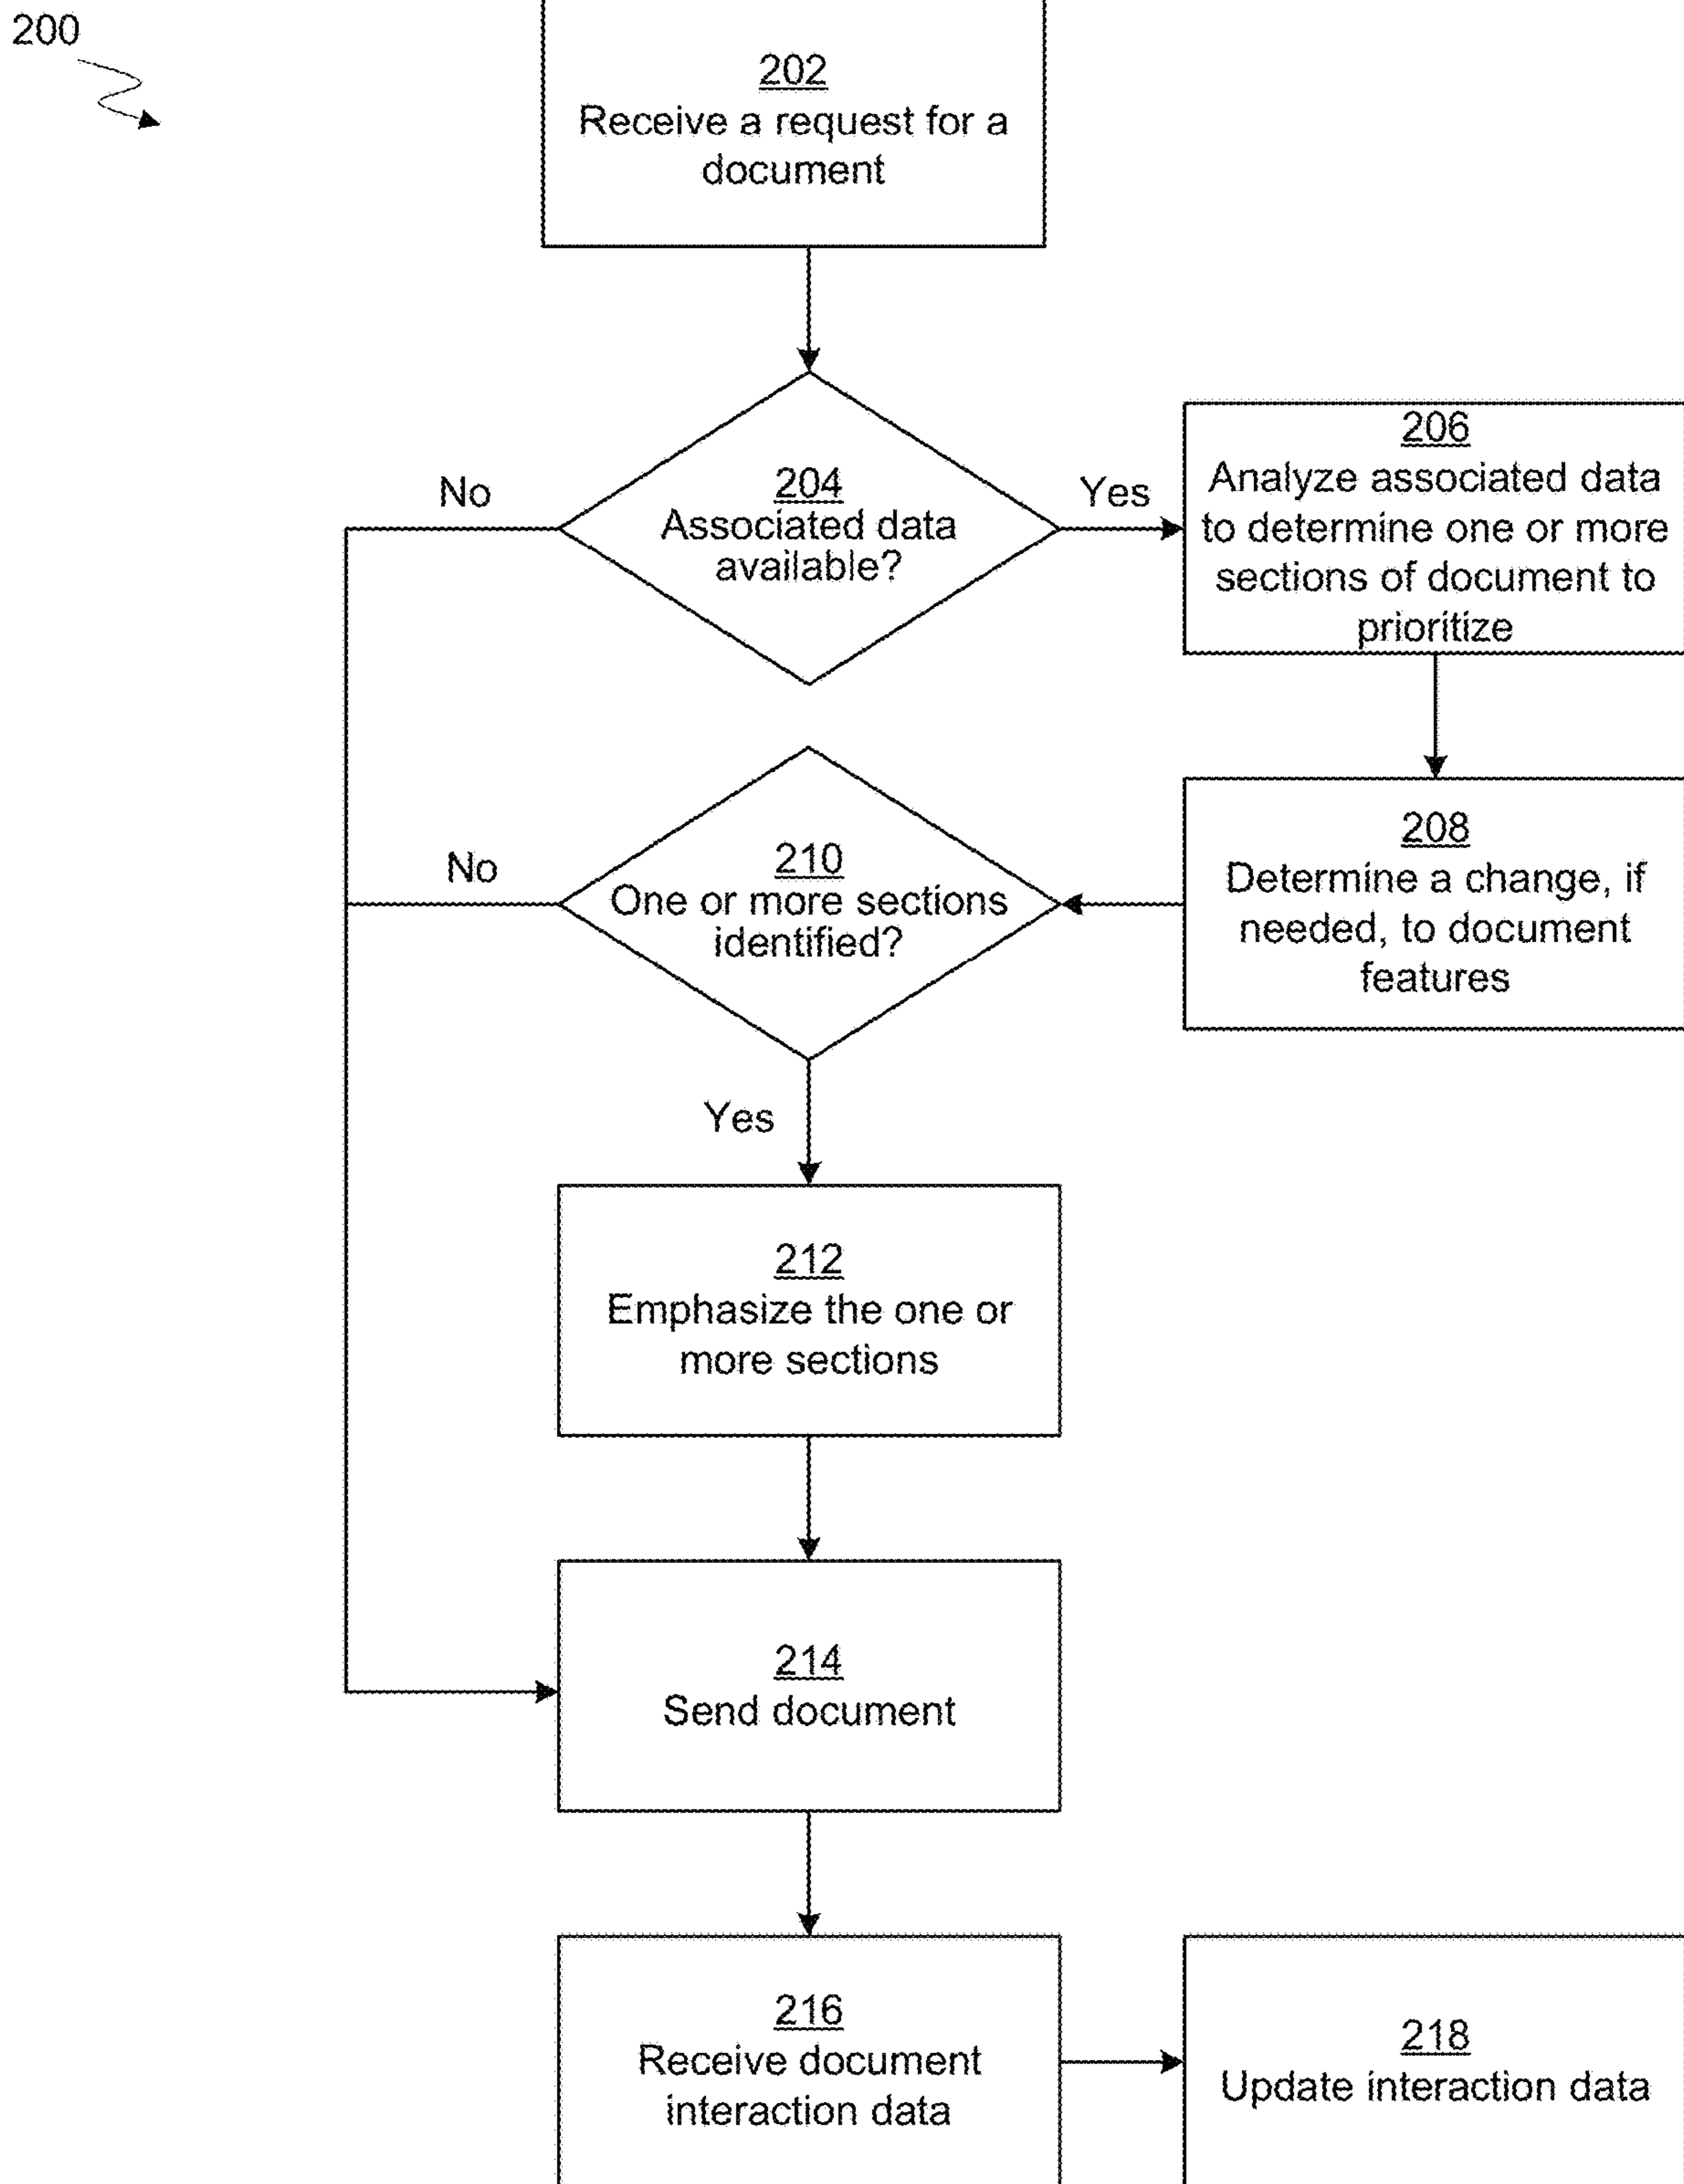 200
202
Receive a request for a
document
204
Associated data
available?
No
Yes
206
Analyze associated data
to determine one or more
sections of document to
prioritize
208
Determine a change, if
needed, to document
features
210
One or more sections
identified?
No
Yes
212
Emphasize the one or
more sections
214
Send document
216
Receive document
interaction data
218
Update interaction data